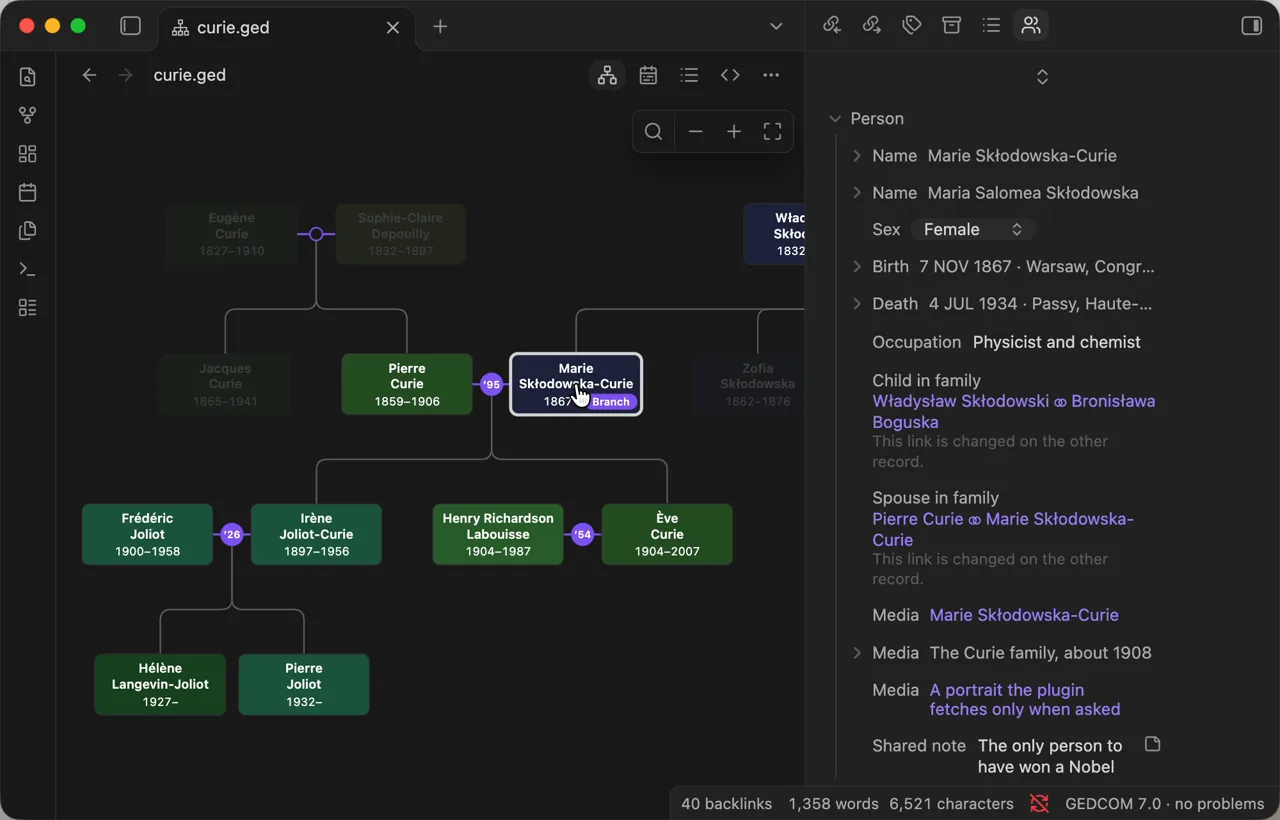 curie.ged
curie.ged
Eugène
Curie
1827–1910
Sophie-Claire
Depouilly
1832–1897
Jacques
Curie
1855–1941
Pierre
Curie
1859–1906
'95
Marie
Skłodowska-Curie
1867
Branch
Zofia
Skłodowska
1862–1876
1832
Frédéric
Joliot
1900–1958
'26
Irène
Joliot-Curie
1897–1956
Henry Richardson
Labouisse
1904–1987
'54
Ève
Curie
1904–2007
Hélène
Langevin-Joliot
1927–
Pierre
Joliot
1932–
Person
Name Marie Skłodowska-Curie
Name Maria Salomea Skłodowska
Sex Female
Birth 7 NOV 1867 · Warsaw, Congr...
Death 4 JUL 1934 · Passy, Haute-...
Occupation Physicist and chemist
Child in family
Władysław Skłodowski ⚭ Bronisława
Boguska
This link is changed on the other
record.
Spouse in family
Pierre Curie ⚭ Marie Skłodowska-
Curie
This link is changed on the other
record.
Media Marie Skłodowska-Curie
Media The Curie family, about 1908
Media A portrait the plugin
fetches only when asked
Shared note The only person to
have won a Nobel
40 backlinks 1,358 words 6,521 characters GEDCOM 7.0 · no problems